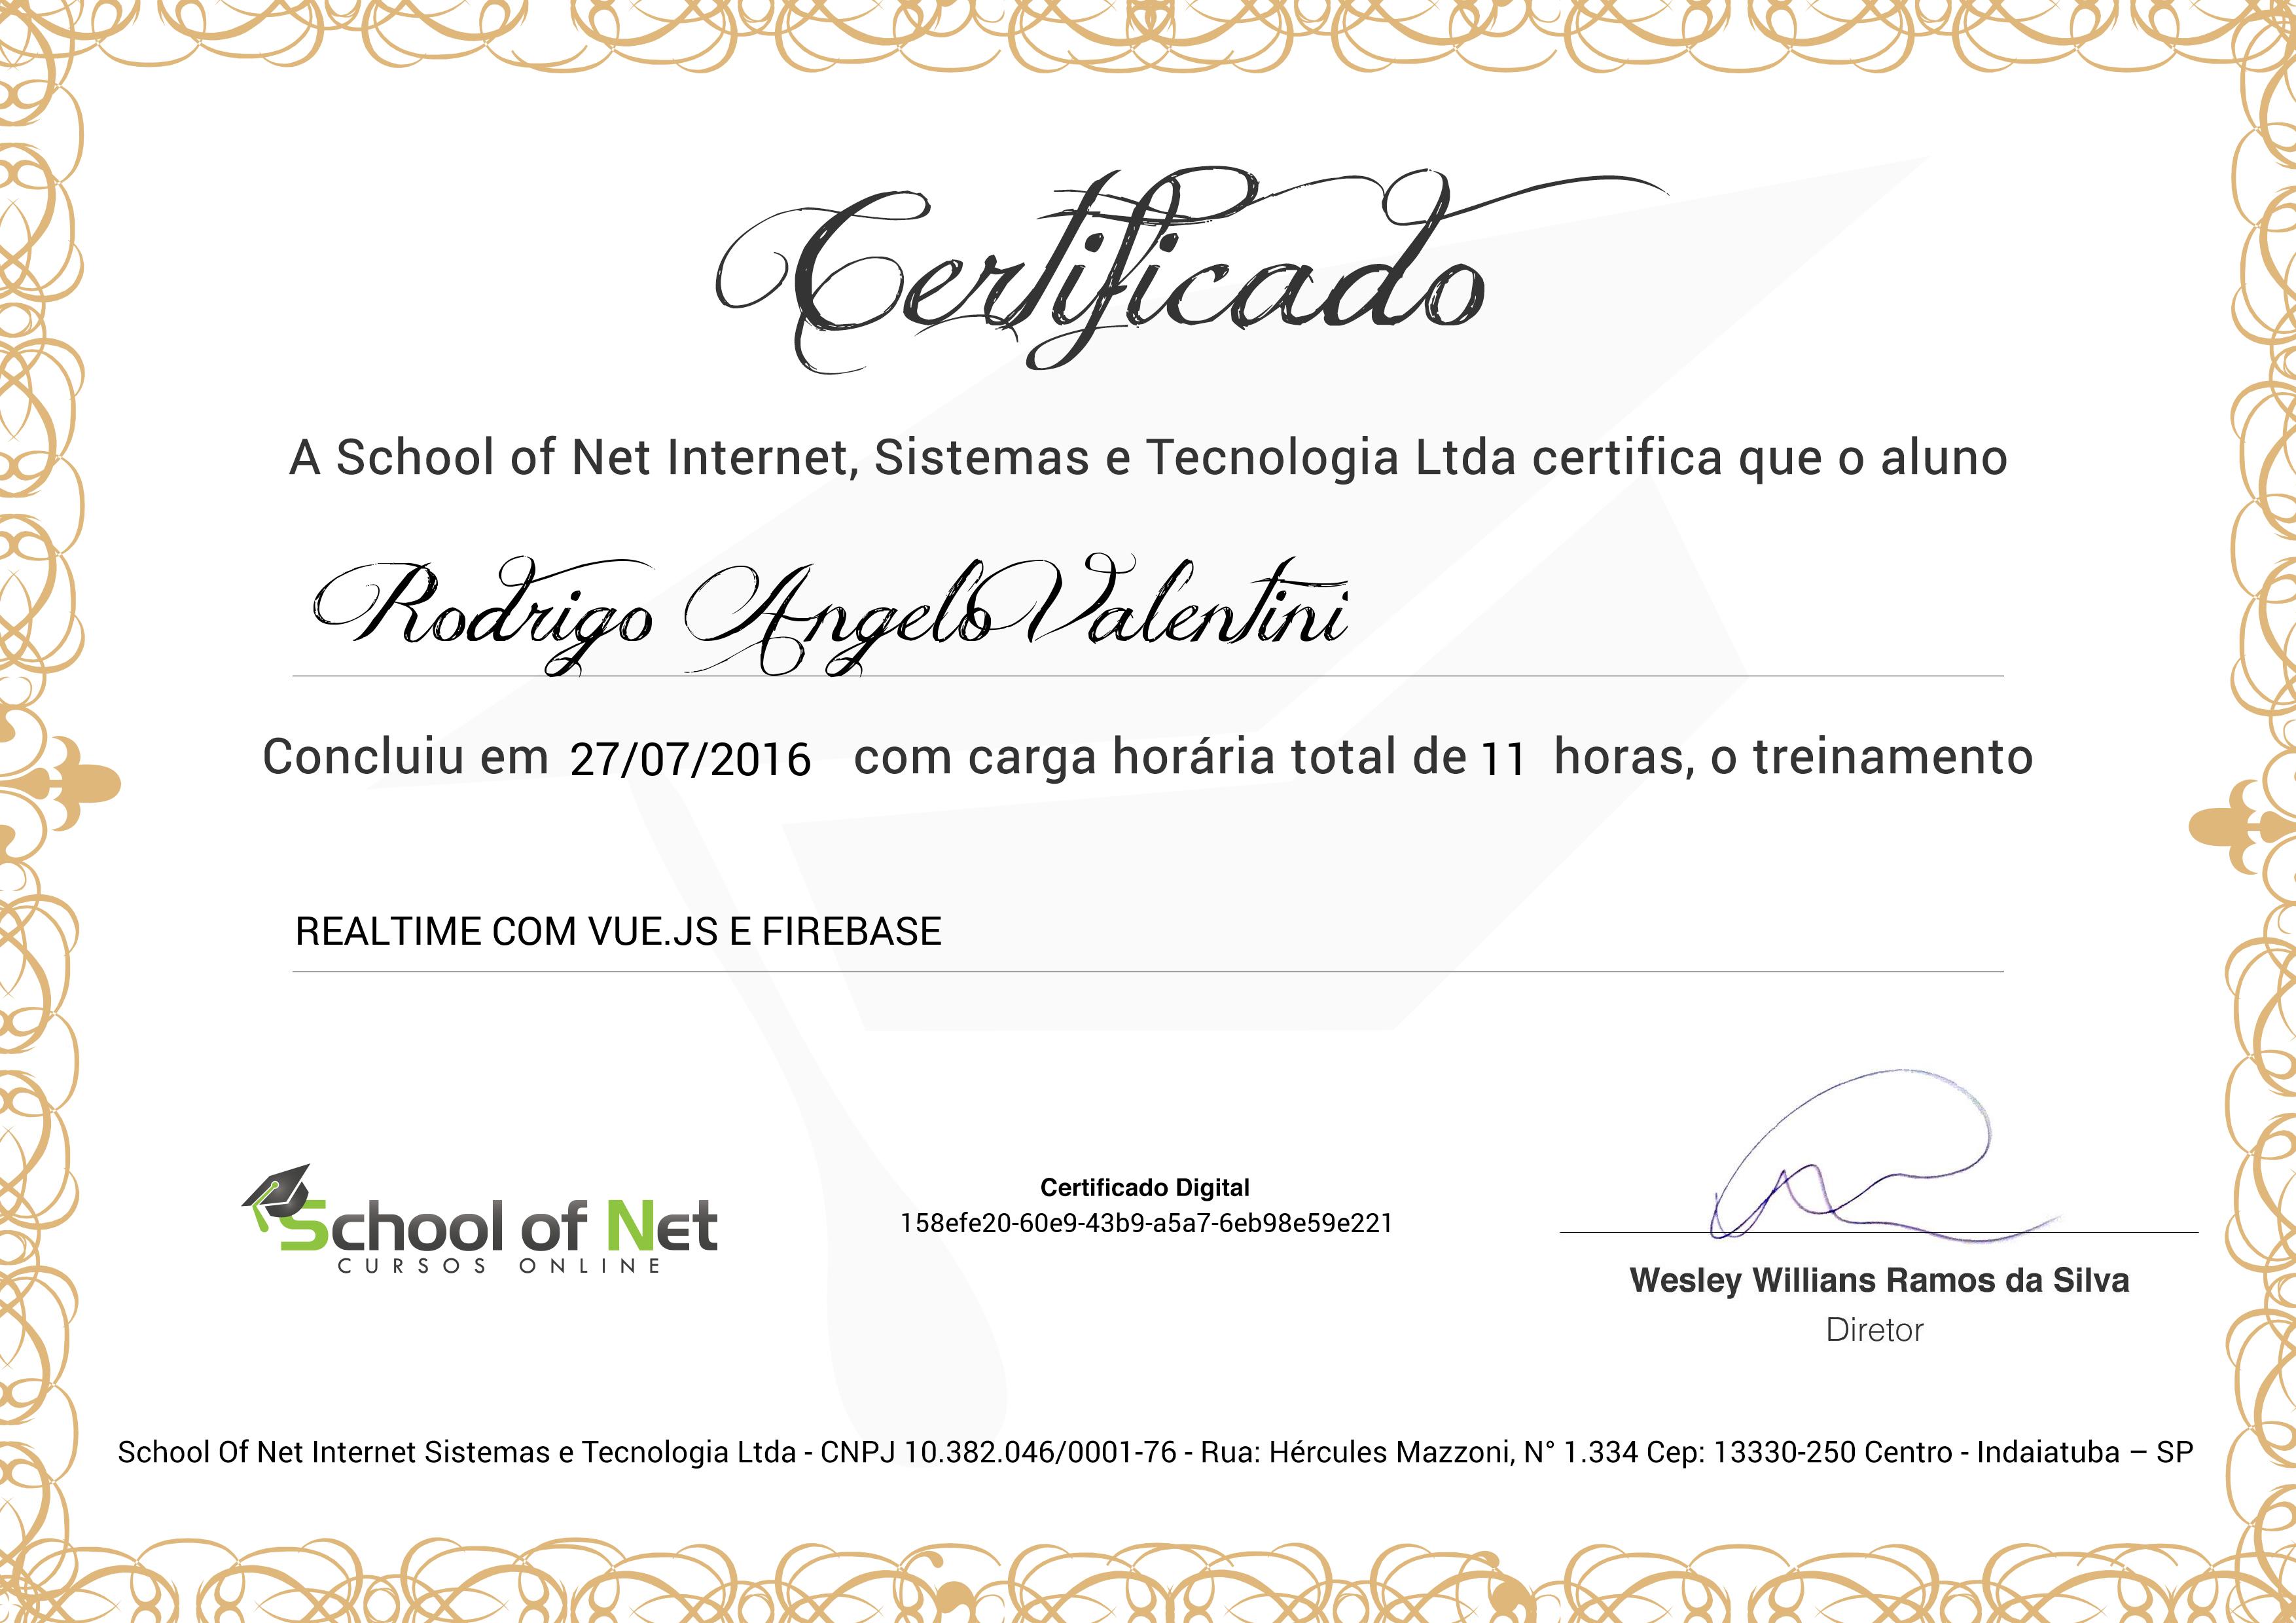 Certificado
A School of Net Internet, Sistemas e Tecnologia Ltda certifica que o aluno
Rodrigo Angelo Valentini
Concluiu em 27/07/2016 com carga horária total de 11 horas, o treinamento
REALTIME COM VUE.JS E FIREBASE
School of Net
CURSOS ONLINE
Certificado Digital
158efe20-60e9-43b9-a5a7-6eb98e59e221
Wesley Willians Ramos da Silva
Diretor
School Of Net Internet Sistemas e Tecnologia Ltda - CNPJ 10.382.046/0001-76 - Rua: Hércules Mazzoni, N° 1.334 Cep: 13330-250 Centro - Indaiatuba – SP